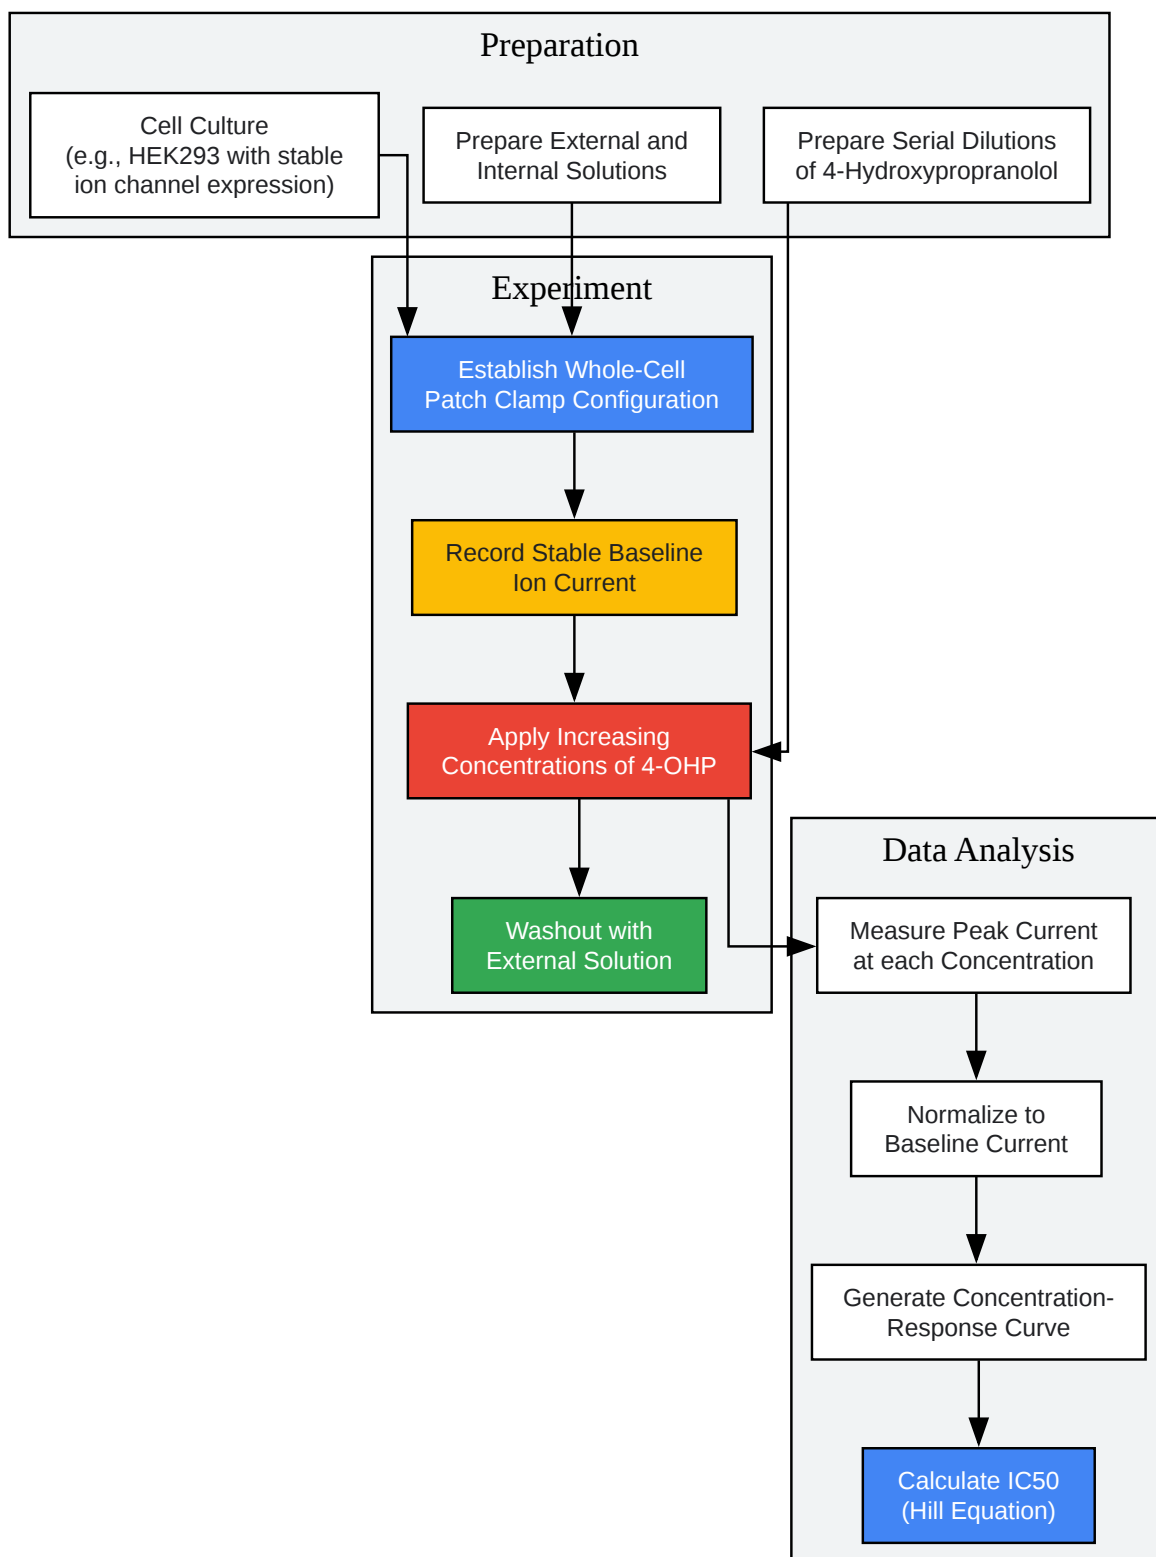 Preparation
Cell Culture
(e.g., HEK293 with stable
ion channel expression)
Prepare External and
Internal Solutions
Prepare Serial Dilutions
of 4-Hydroxypropranolol
Experiment
Establish Whole-Cell
Patch Clamp Configuration
Record Stable Baseline
Ion Current
Apply Increasing
Concentrations of 4-OHP
Washout with
External Solution
Data Analysis
Measure Peak Current
at each Concentration
Normalize to
Baseline Current
Generate Concentration-
Response Curve
Calculate IC50
(Hill Equation)